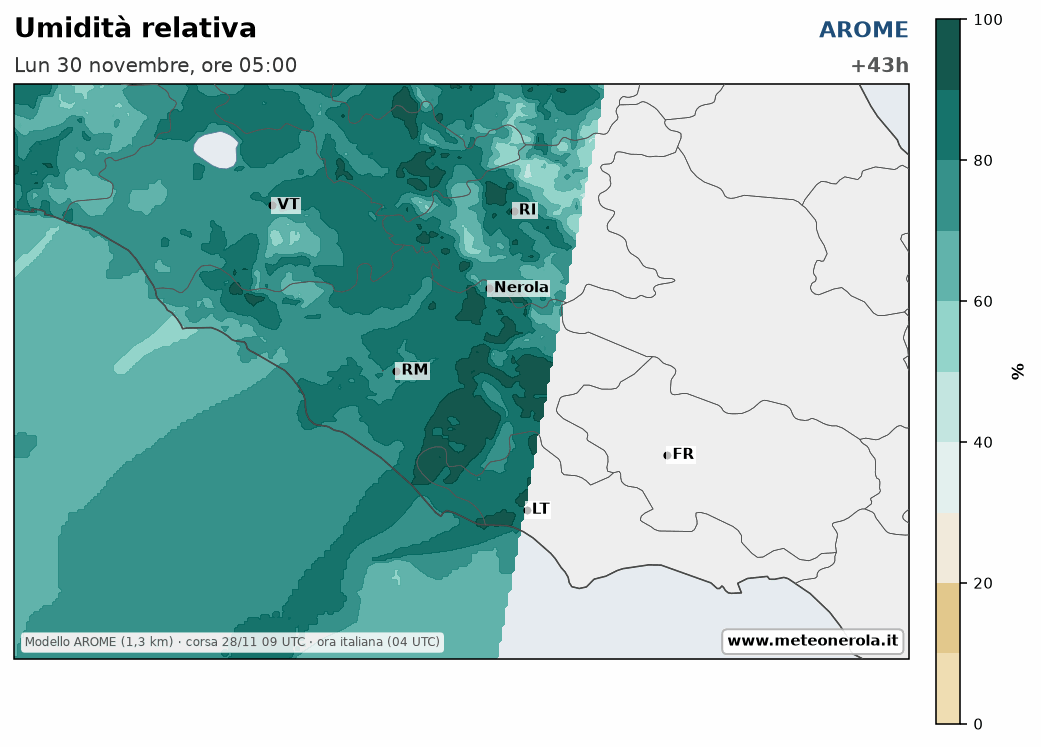 Umidità relativa
AROME
Lun 30 novembre, ore 05:00
+43h
100
80
60
40
20
0
%
VT
RI
Nerola
RM
FR
LT
Modello AROME (1,3 km) · corsa 28/11 09 UTC · ora italiana (04 UTC)
www.meteonerola.it